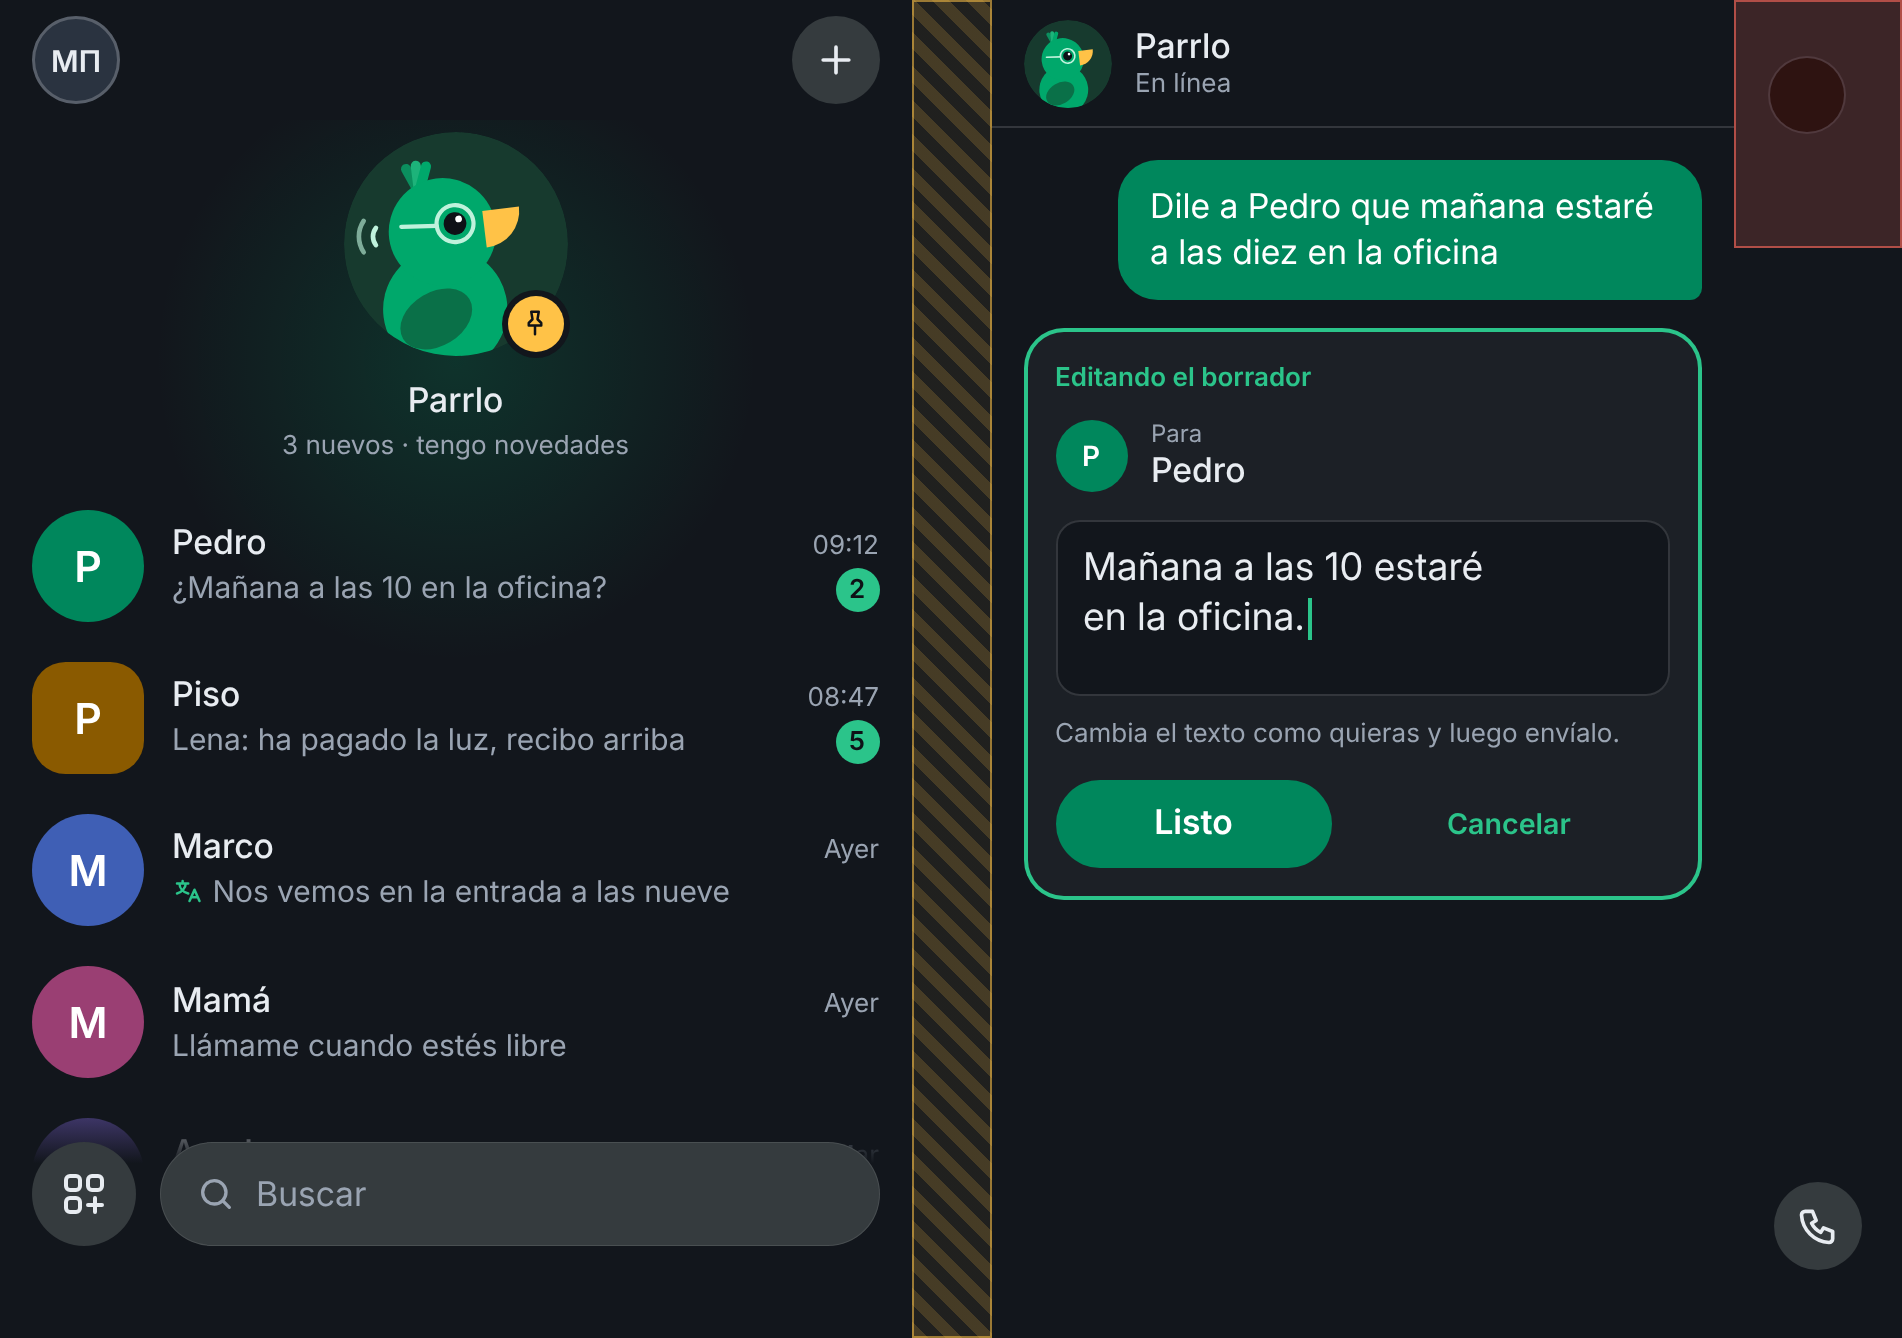 МП
Parrlo
3 nuevos · tengo novedades
P
Pedro
09:12
¿Mañana a las 10 en la oficina?
2
P
Piso
08:47
Lena: ha pagado la luz, recibo arriba
5
M
Marco
Ayer
Nos vemos en la entrada a las nueve
M
Mamá
Ayer
Llámame cuando estés libre
Buscar
Parrlo
En línea
Dile a Pedro que mañana estaré
a las diez en la oficina
Editando el borrador
P
Para
Pedro
Mañana a las 10 estaré
en la oficina.
Cambia el texto como quieras y luego envíalo.
Listo
Cancelar